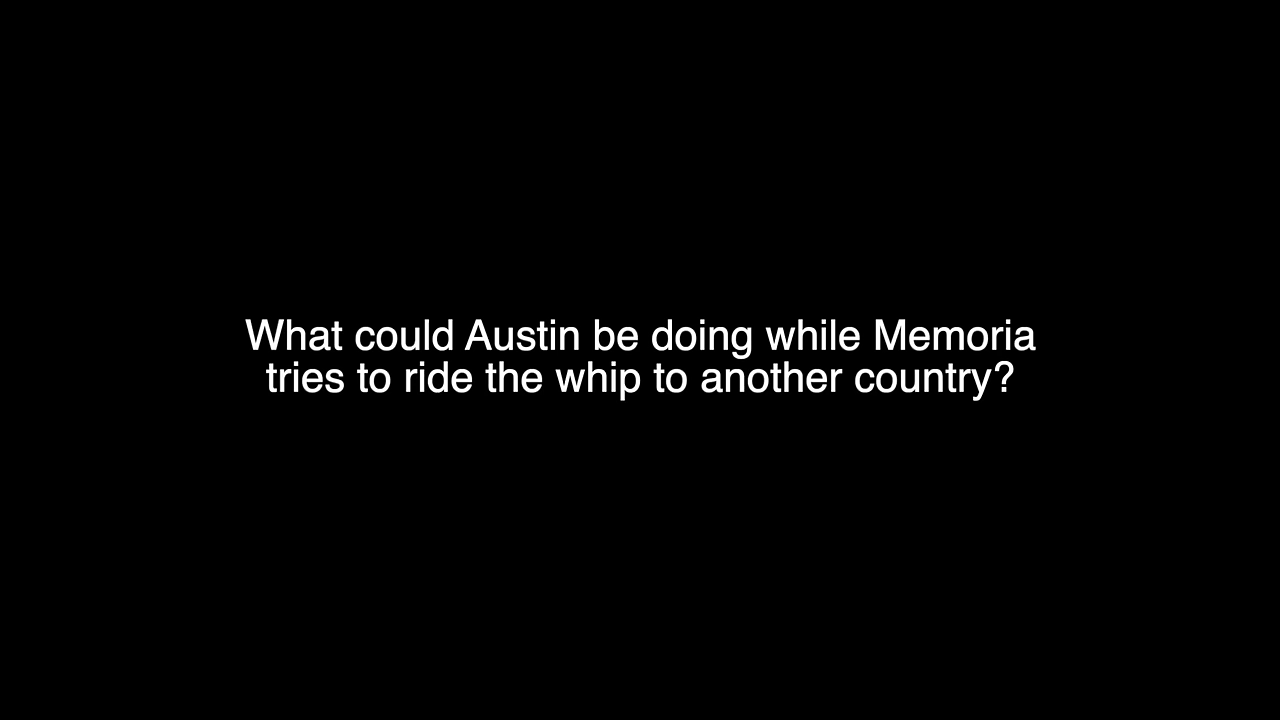 What could Austin be doing while Memoria
tries to ride the whip to another country?